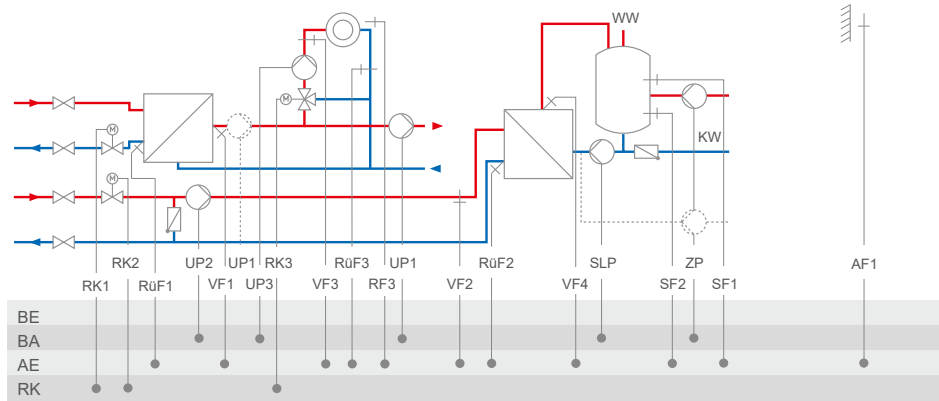 WW
M
KW
M
RK2 UP2 UP1 RK3 RüF3 UP1 RüF2 SLP ZP AF1
RK1 RüF1 VF1 UP3 VF3 RF3 VF2 VF4 SF2 SF1
M
BE
BA
AE
RK